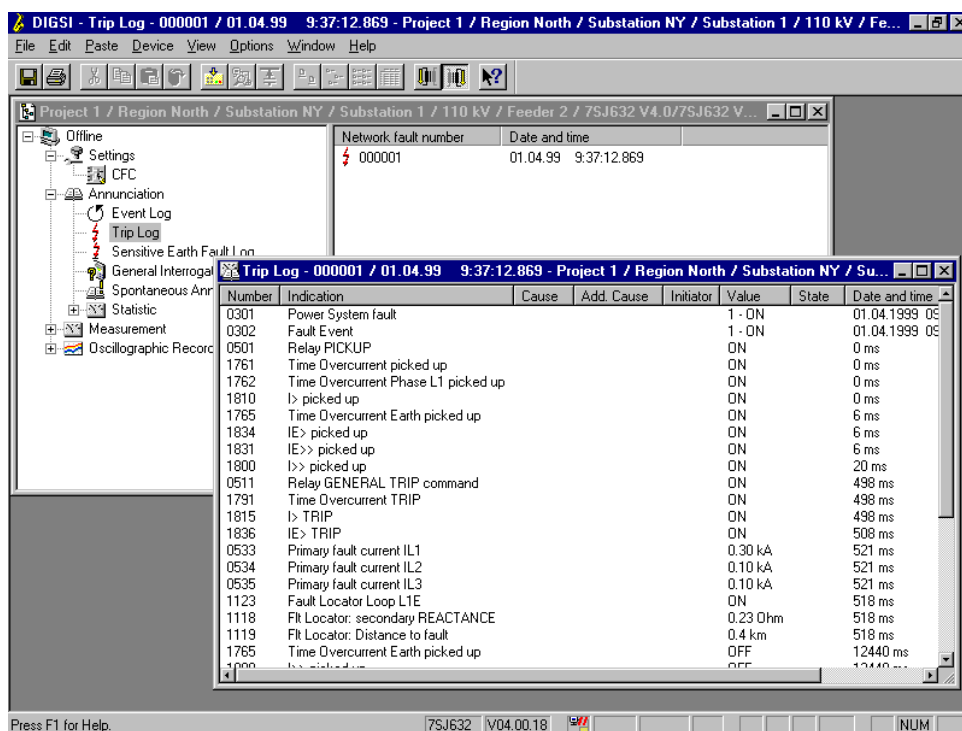 DIGSI - Trip Log - 000001 / 01.04.99 9:37:12.869 - Project 1 / Region North / Substation NY / Substation 1 / 110 kV / Fe...
File Edit Paste Device View Options Window Help
Project 1 / Region North / Substation NY / Substation 1 / 110 kV / Feeder 2 / 7SJ632 V4.0/7SJ632 V...
Offline
Settings
CFC
Annunciation
Event Log
Trip Log
Sensitive Earth Fault Log
General Interrogat
Spontaneous Anr
Statistic
Measurement
Oscillographic Record
Network fault number Date and time
000001 01.04.99 9:37:12.869
Trip Log - 000001 / 01.04.99 9:37:12.869 - Project 1 / Region North / Substation NY / Su...
Number Indication Cause Add. Cause Initiator Value State Date and time
0301 Power System fault 1 - ON 01.04.1999 09
0302 Fault Event 1 - ON 01.04.1999 09
0501 Relay PICKUP ON 0 ms
1761 Time Overcurrent picked up ON 0 ms
1762 Time Overcurrent Phase L1 picked up ON 0 ms
1810 I> picked up ON 0 ms
1765 Time Overcurrent Earth picked up ON 6 ms
1834 IE> picked up ON 6 ms
1831 IE>> picked up ON 6 ms
1800 I>> picked up ON 20 ms
0511 Relay GENERAL TRIP command ON 498 ms
1791 Time Overcurrent TRIP ON 498 ms
1815 I> TRIP ON 498 ms
1836 IE> TRIP ON 508 ms
0533 Primary fault current IL1 0.30 kA 521 ms
0534 Primary fault current IL2 0.10 kA 521 ms
0535 Primary fault current IL3 0.10 kA 521 ms
1123 Fault Locator Loop L1E ON 518 ms
1118 Flt Locator: secondary REACTANCE 0.23 Ohm 518 ms
1119 Flt Locator: Distance to fault 0.4 km 518 ms
1765 Time Overcurrent Earth picked up OFF 12440 ms
Press F1 for Help. 7SJ632 V04.00.18 NUM